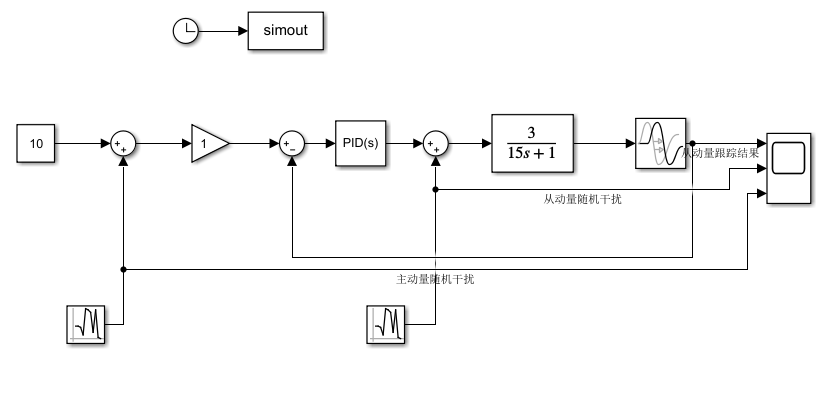 simout
10
+
+
1
+
−
PID(s)
+
+
3
15s + 1
从动量跟踪结果
从动量随机干扰
主动量随机干扰